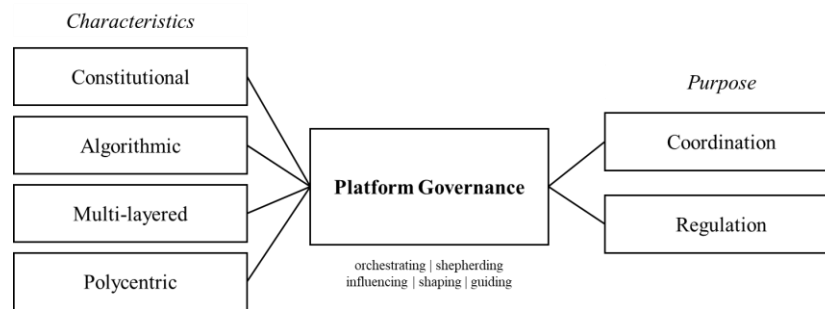 Characteristics
Constitutional
Algorithmic
Multi-layered
Polycentric
Platform Governance
orchestrating | shepherding
influencing | shaping | guiding
Purpose
Coordination
Regulation